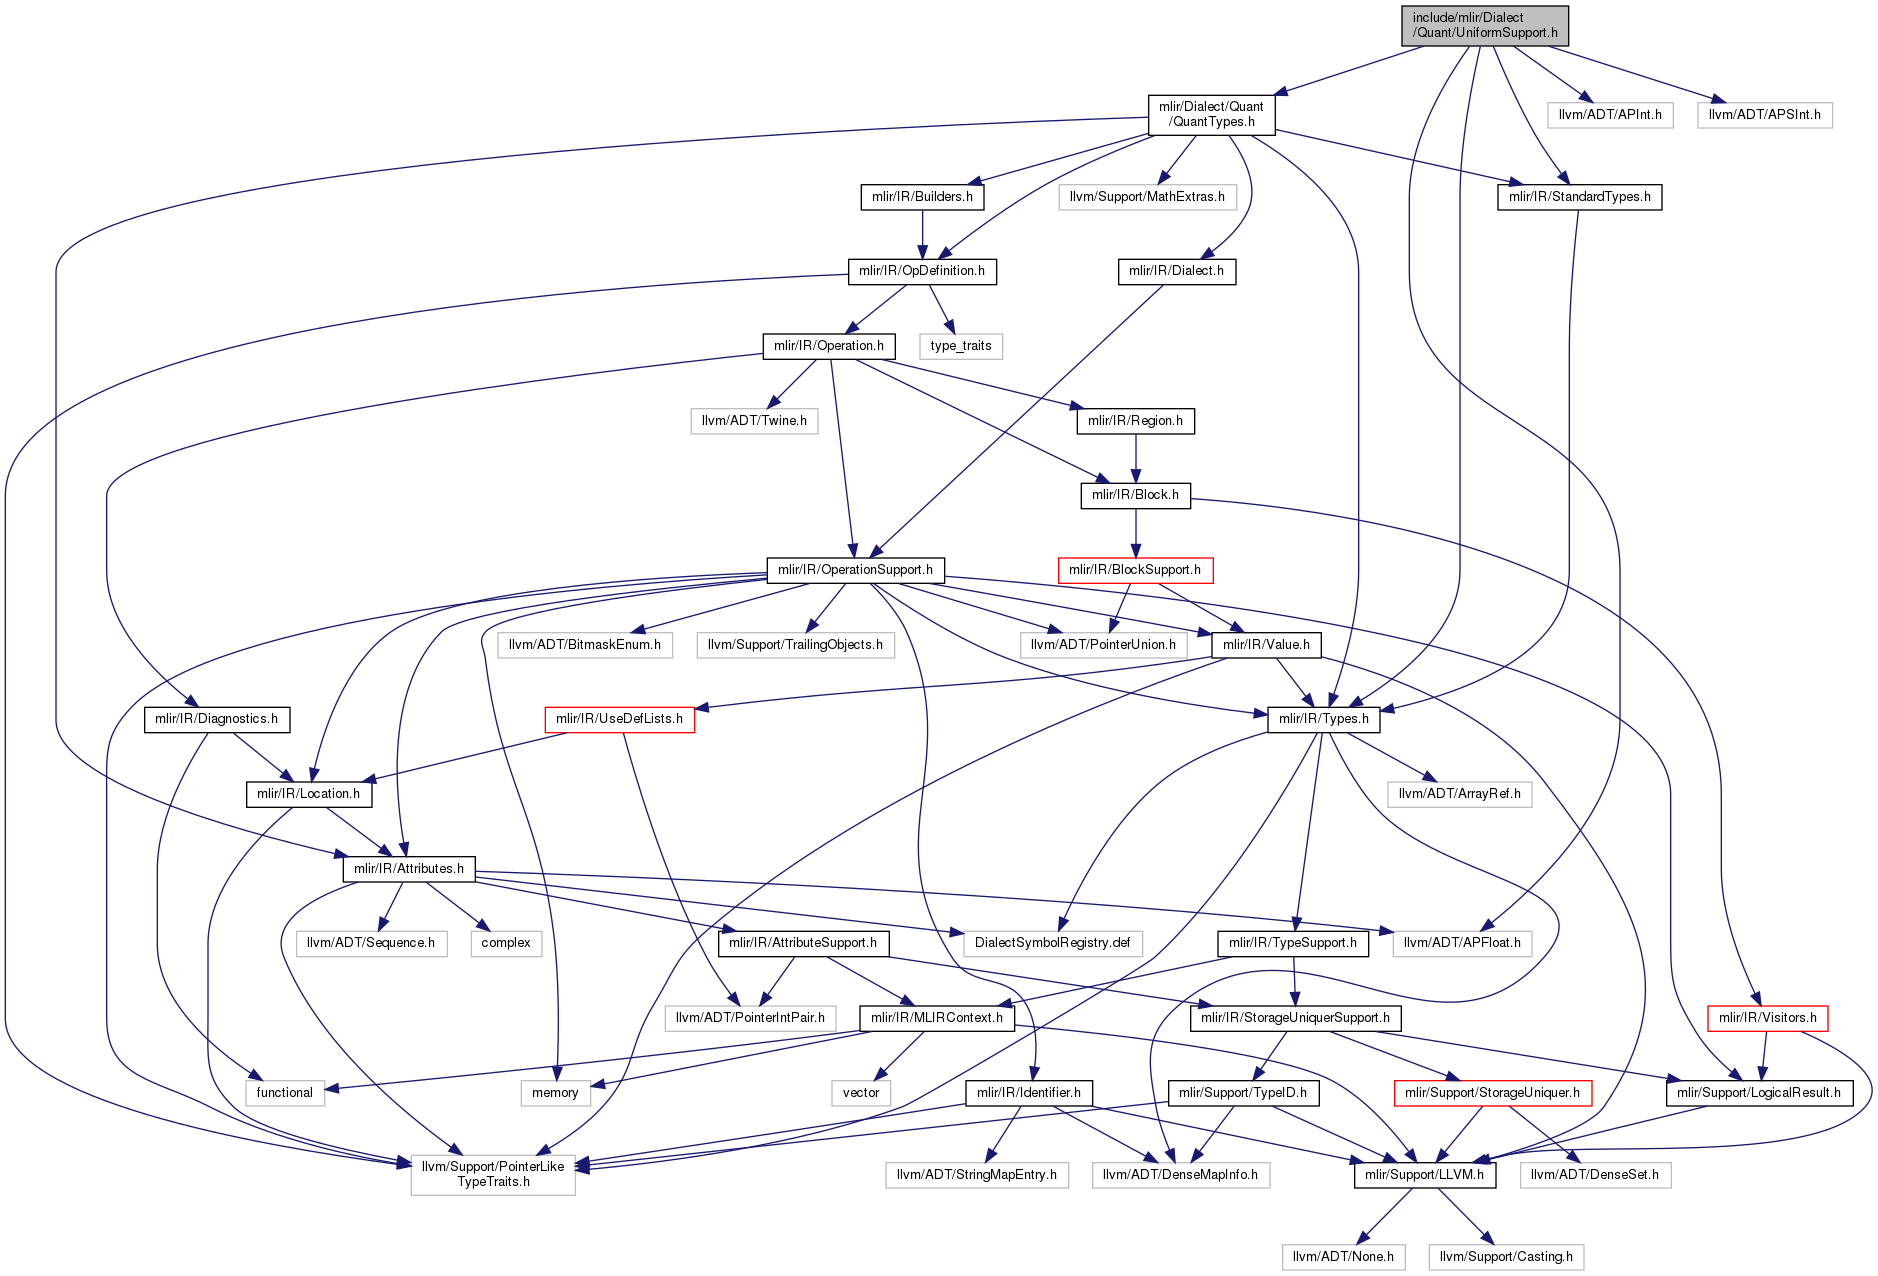 include/mlir/Dialect
/Quant/UniformSupport.h
mlir/Dialect/Quant
/QuantTypes.h
llvm/ADT/APInt.h
llvm/ADT/APSInt.h
mlir/IR/Builders.h
llvm/Support/MathExtras.h
mlir/IR/StandardTypes.h
mlir/IR/OpDefinition.h
mlir/IR/Dialect.h
mlir/IR/Operation.h
type_traits
llvm/ADT/Twine.h
mlir/IR/Region.h
mlir/IR/Block.h
mlir/IR/OperationSupport.h
mlir/IR/BlockSupport.h
llvm/ADT/BitmaskEnum.h
llvm/Support/TrailingObjects.h
llvm/ADT/PointerUnion.h
mlir/IR/Value.h
mlir/IR/Diagnostics.h
mlir/IR/UseDefLists.h
mlir/IR/Types.h
mlir/IR/Location.h
llvm/ADT/ArrayRef.h
mlir/IR/Attributes.h
llvm/ADT/Sequence.h
complex
mlir/IR/AttributeSupport.h
DialectSymbolRegistry.def
mlir/IR/TypeSupport.h
llvm/ADT/APFloat.h
llvm/ADT/PointerIntPair.h
mlir/IR/MLIRContext.h
mlir/IR/StorageUniquerSupport.h
mlir/IR/Visitors.h
functional
memory
vector
mlir/IR/Identifier.h
mlir/Support/TypeID.h
mlir/Support/StorageUniquer.h
mlir/Support/LogicalResult.h
llvm/Support/PointerLike
TypeTraits.h
llvm/ADT/StringMapEntry.h
llvm/ADT/DenseMapInfo.h
mlir/Support/LLVM.h
llvm/ADT/DenseSet.h
llvm/ADT/None.h
llvm/Support/Casting.h